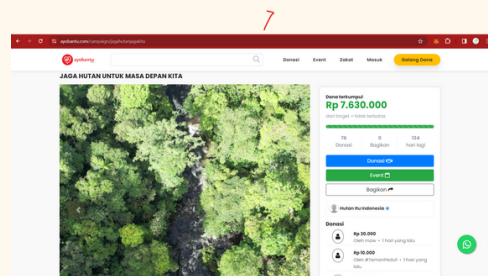 7
ayobantu.com/campaign/jagahutanjagakita
ayobantu
Donasi Event Zakat Masuk Galang Dana
JAGA HUTAN UNTUK MASA DEPAN KITA
Dana terkumpul
Rp 7.630.000
dari target ∞ tidak terbatas
76 0 134
Donasi Bagikan hari lagi
Donasi
Event
Bagikan
Hutan Itu Indonesia
Donasi
Rp 30.000
Oleh maw • 1 hari yang lalu
Rp 10.000
Oleh #TemanPeduli • 1 hari yang
lalu